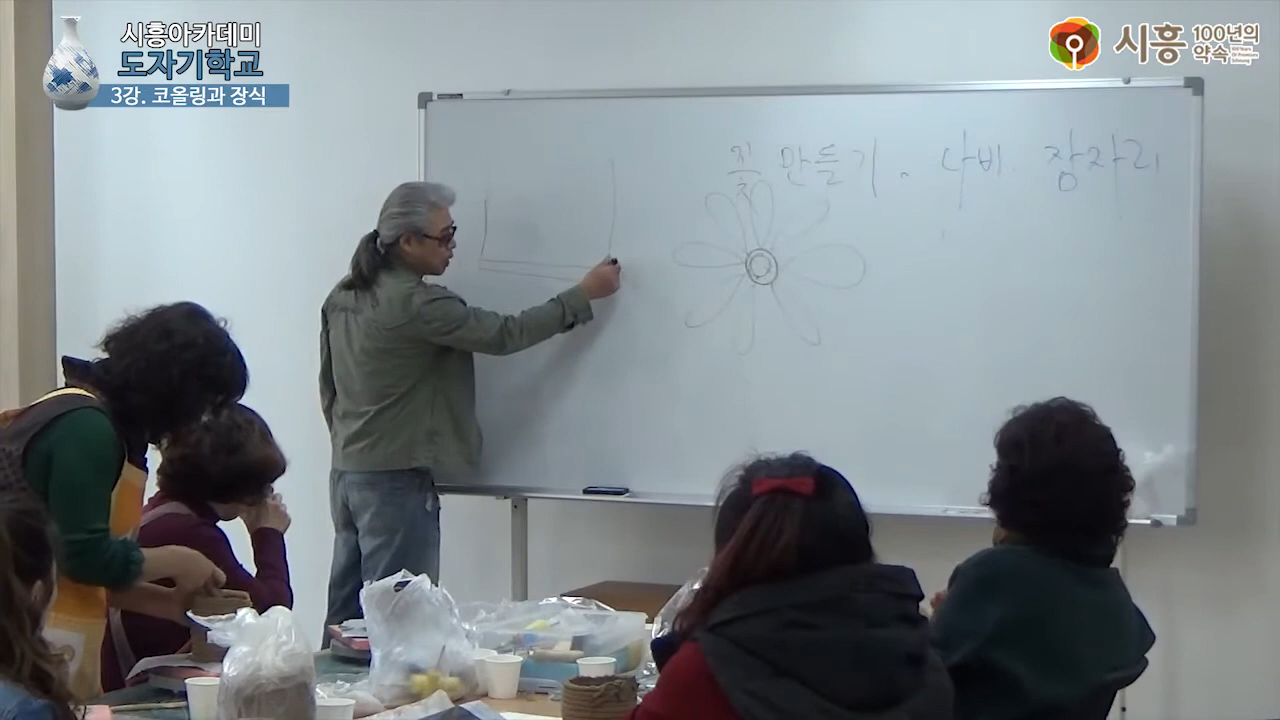 시흥아카데미
도자기학교
3강. 코올링과 장식
시흥 100년의 약속
꽃 만들기. 나비. 잠자리